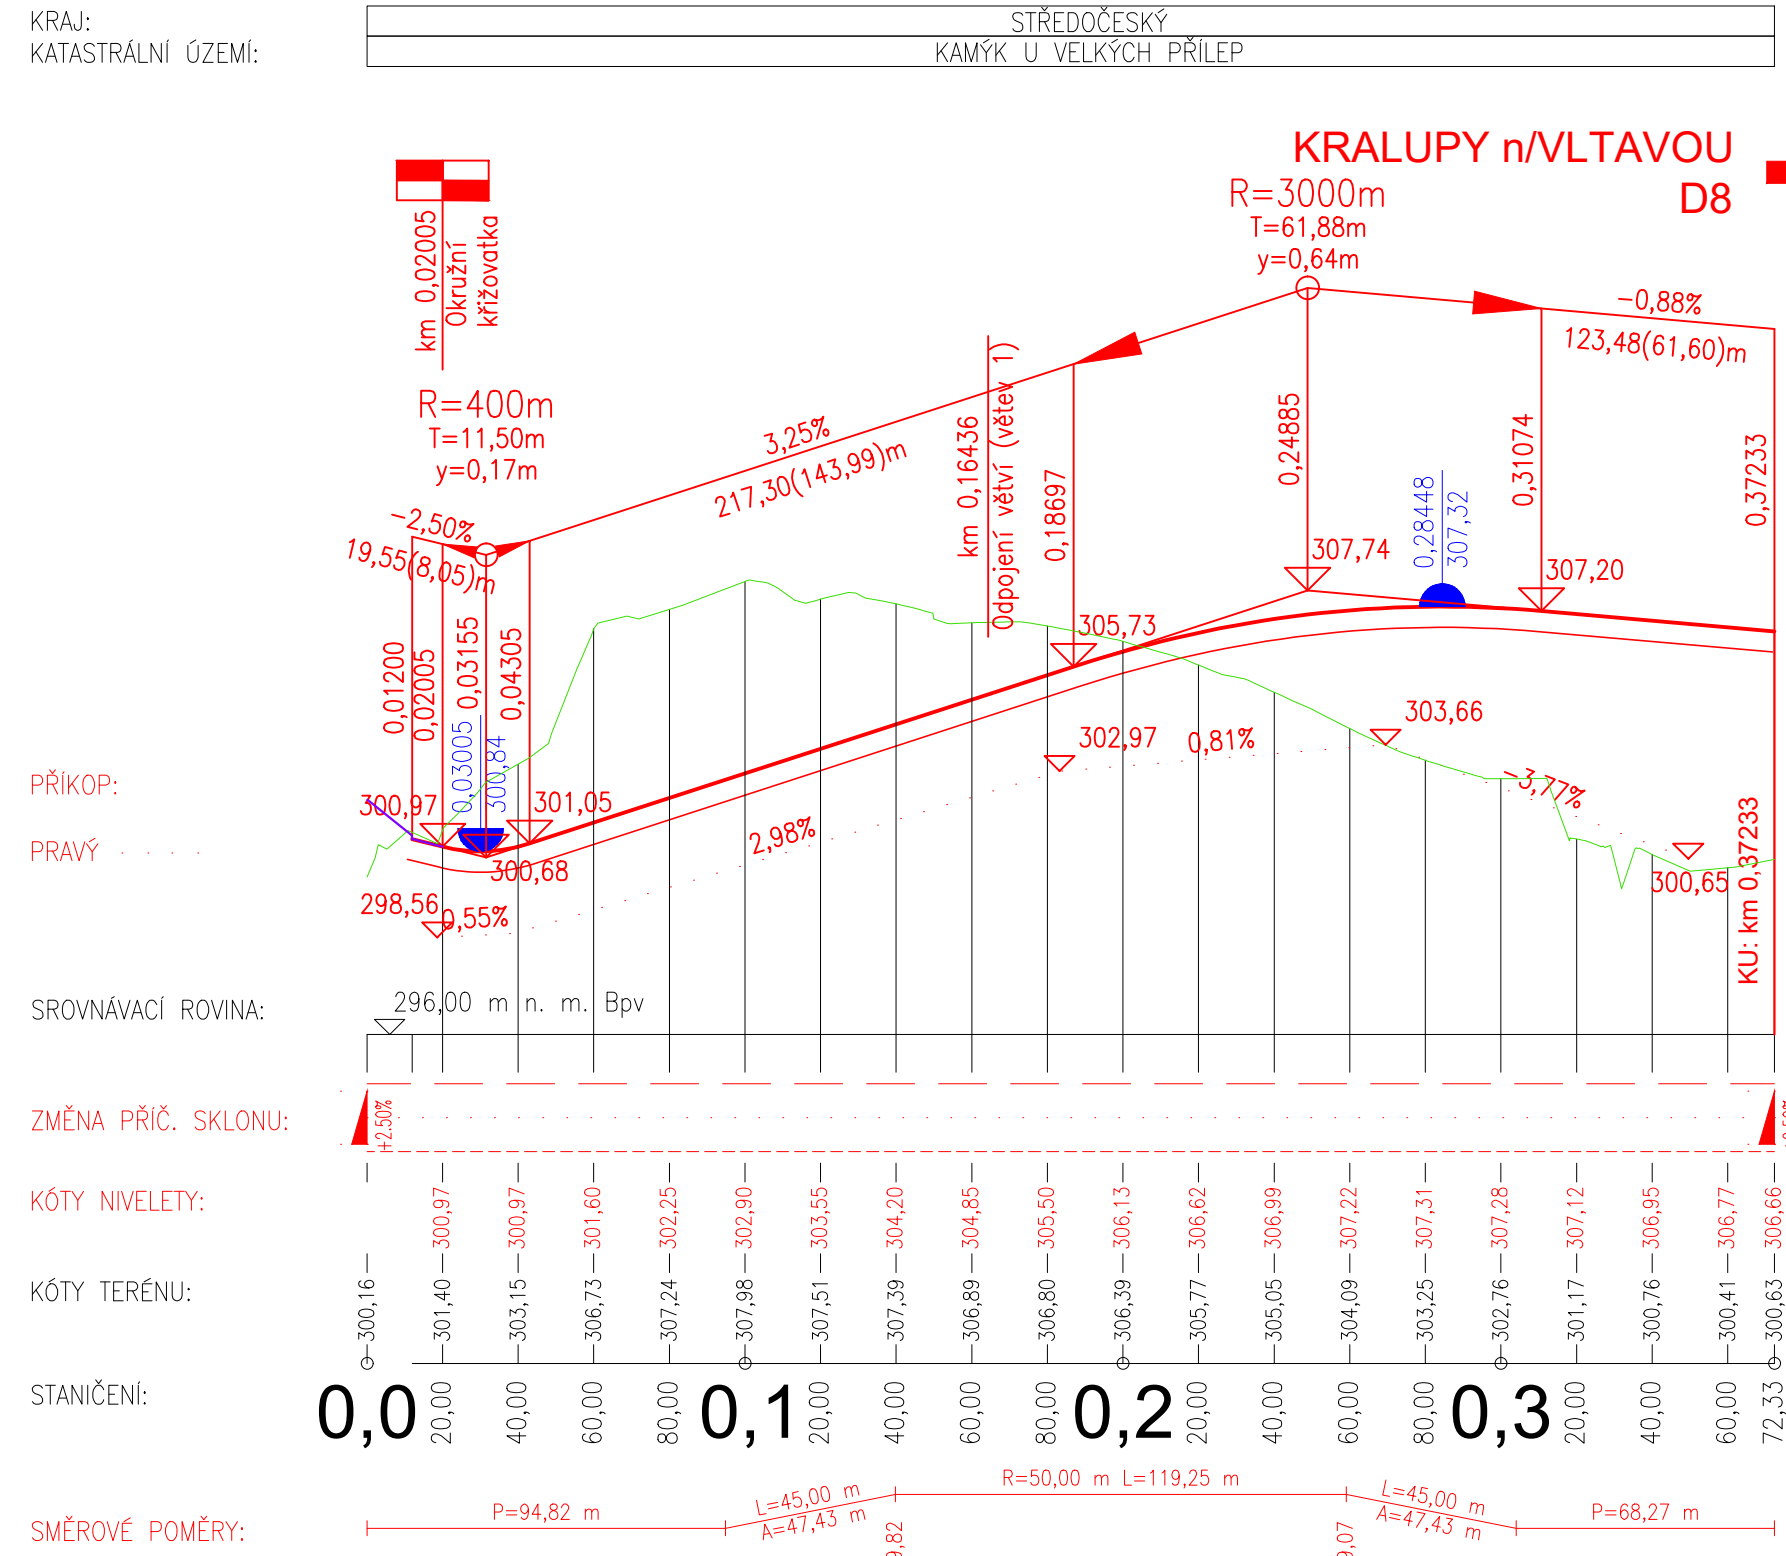 KRAJ:
STŘEDOČESKÝ
KATASTRÁLNÍ ÚZEMÍ:
KAMÝK U VELKÝCH PŘÍLEP
KRALUPY n/VLTAVOU
D8
R=3000m
T=61,88m
y=0,64m
km 0,02005
Okružní
křižovatka
-0,88%
123,48(61,60)m
R=400m
T=11,50m
y=0,17m
3,25%
217,30(143,99)m
km 0,16436
Odpojení větví (větev 1)
0,18697
0,24885
0,31074
0,37233
0,28448
307,32
-2,50%
19,55(8,05)m
307,74
307,20
305,73
0,01200
0,02005
0,03155
0,04305
0,03005
300,84
302,97
0,81%
303,66
-3,77%
PŘÍKOP:
300,97
301,05
2,98%
PRAVÝ
300,68
300,65
298,56
0,55%
KU: km 0,37233
SROVNÁVACÍ ROVINA:
296,00 m n. m. Bpv
ZMĚNA PŘÍČ. SKLONU:
+2.50%
KÓTY NIVELETY:
300,97 300,97 301,60 302,25 302,90 303,55 304,20 304,85 305,50 306,13 306,62 306,99 307,22 307,31 307,28 307,12 306,95 306,77 306,66
KÓTY TERÉNU:
300,16 301,40 303,15 306,73 307,24 307,98 307,51 307,39 306,89 306,80 306,39 305,77 305,05 304,09 303,25 302,76 301,17 300,76 300,41 300,63
STANIČENÍ:
0,0 20,00 40,00 60,00 80,00 0,1 20,00 40,00 60,00 80,00 0,2 20,00 40,00 60,00 80,00 0,3 20,00 40,00 60,00 72,33
SMĚROVÉ POMĚRY:
P=94,82 m
L=45,00 m
A=47,43 m
R=50,00 m L=119,25 m
L=45,00 m
A=47,43 m
P=68,27 m